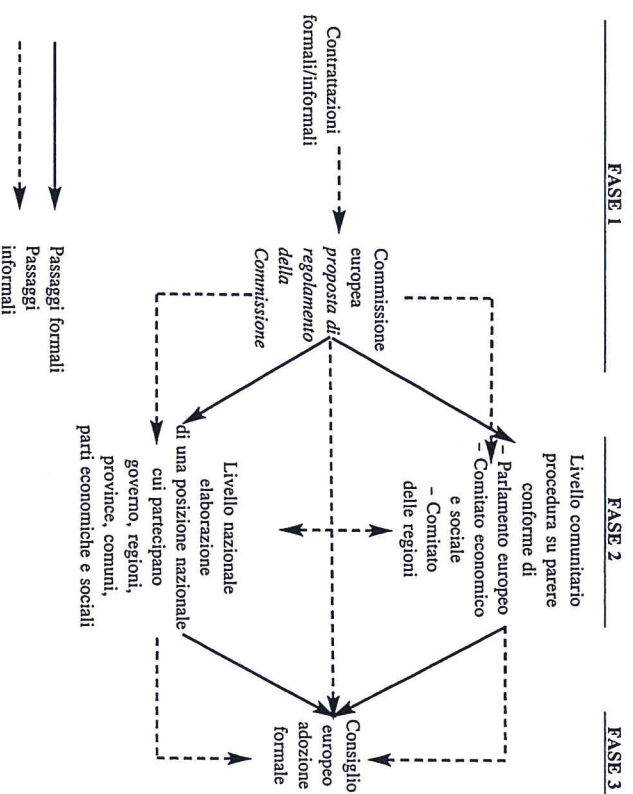 FASE 1
FASE 2
FASE 3
Contrattazioni
formali/informali
Commissione
europea
proposta di
regolamento
della
Commissione
Livello comunitario
procedura su parere
conforme di
– Parlamento europeo
– Comitato economico
e sociale
– Comitato
delle regioni
Livello nazionale
elaborazione
di una posizione nazionale
cui partecipano
governo, regioni,
province, comuni,
parti economiche e sociali
Consiglio
europeo
adozione
formale
Passaggi formali
Passaggi
informali